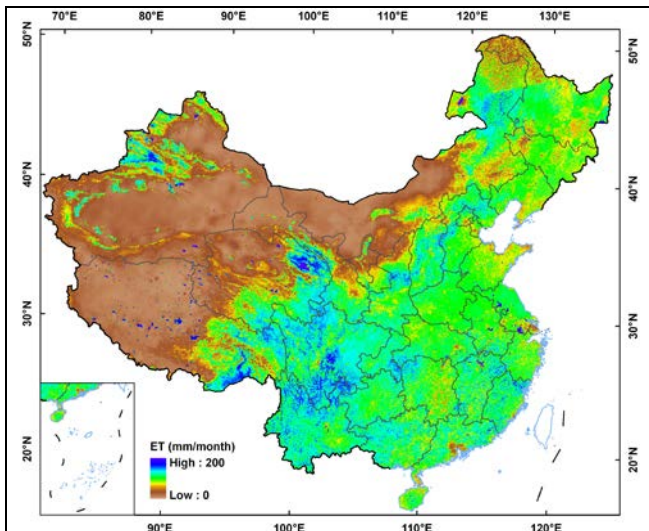 70°E 80°E 90°E 100°E 110°E 120°E 130°E
50°N 50°N
40°N 40°N
30°N 30°N
20°N 20°N
ET (mm/month)
High : 200
Low : 0
90°E 100°E 110°E 120°E